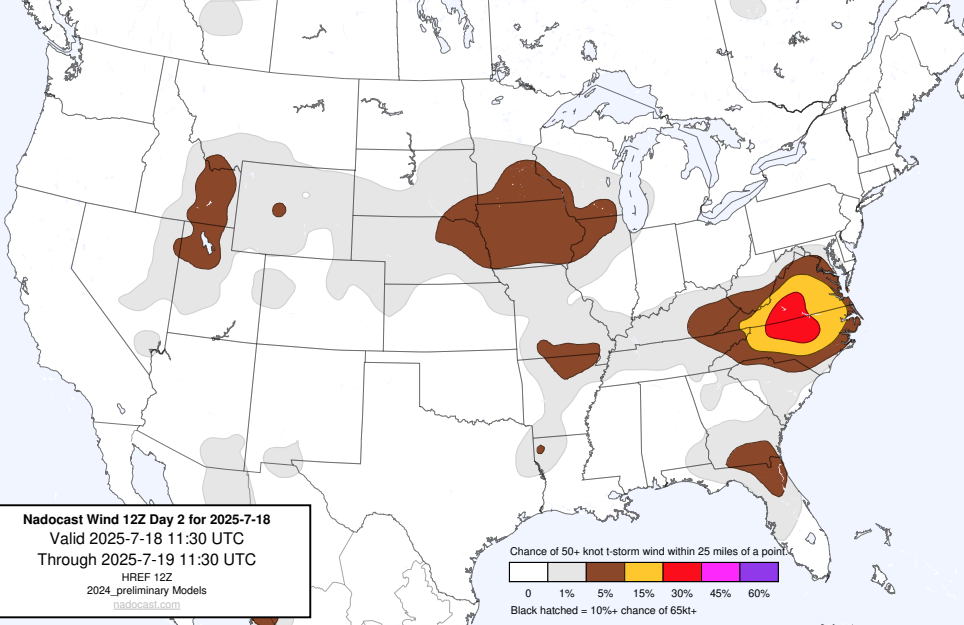 Nadocast Wind 12Z Day 2 for 2025-7-18
Valid 2025-7-18 11:30 UTC
Through 2025-7-19 11:30 UTC
HREF 12Z
2024_preliminary Models
nadocast.com
Chance of 50+ knot t-storm wind within 25 miles of a point.
0 1% 5% 15% 30% 45% 60%
Black hatched = 10%+ chance of 65kt+